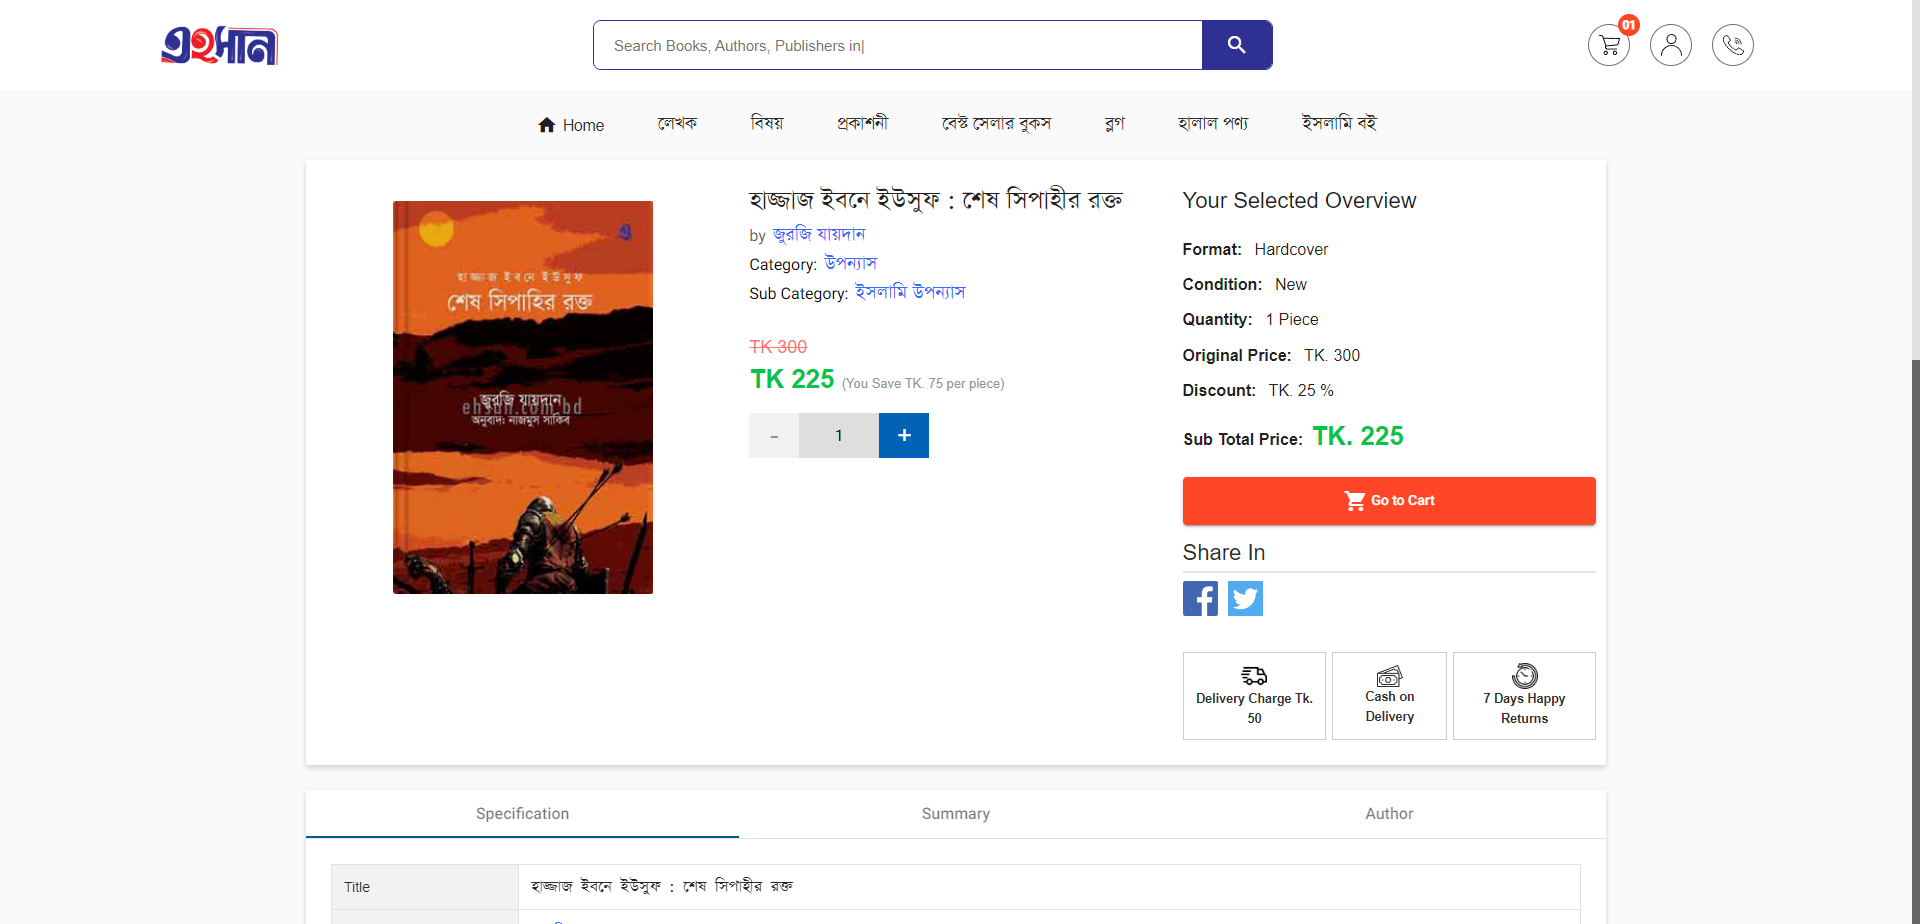 এহসান
Search Books, Authors, Publishers in|
01
Home
লেখক
বিষয়
প্রকাশনী
বেস্ট সেলার বুকস
ব্লগ
হালাল পণ্য
ইসলামি বই
হাজ্জাজ ইবনে ইউসুফ
শেষ সিপাহির রক্ত
জুরজি যায়দান
ehsan.com.bd
অনুবাদ: নাজমুস সাকিব
হাজ্জাজ ইবনে ইউসুফ : শেষ সিপাহীর রক্ত
by জুরজি যায়দান
Category: উপন্যাস
Sub Category: ইসলামি উপন্যাস
TK 300
TK 225 (You Save TK. 75 per piece)
- 1 +
Your Selected Overview
Format: Hardcover
Condition: New
Quantity: 1 Piece
Original Price: TK. 300
Discount: TK. 25 %
Sub Total Price: TK. 225
Go to Cart
Share In
Delivery Charge Tk.
50
Cash on
Delivery
7 Days Happy
Returns
Specification
Summary
Author
Title
হাজ্জাজ ইবনে ইউসুফ : শেষ সিপাহীর রক্ত